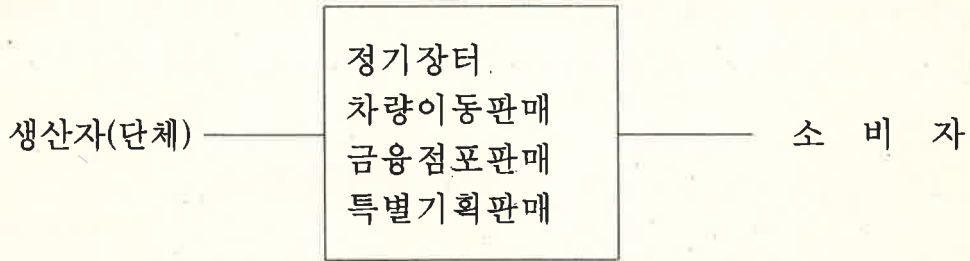 정기장터
차량이동판매
생산자(단체)
소 비 자
금융점포판매
특별기획판매